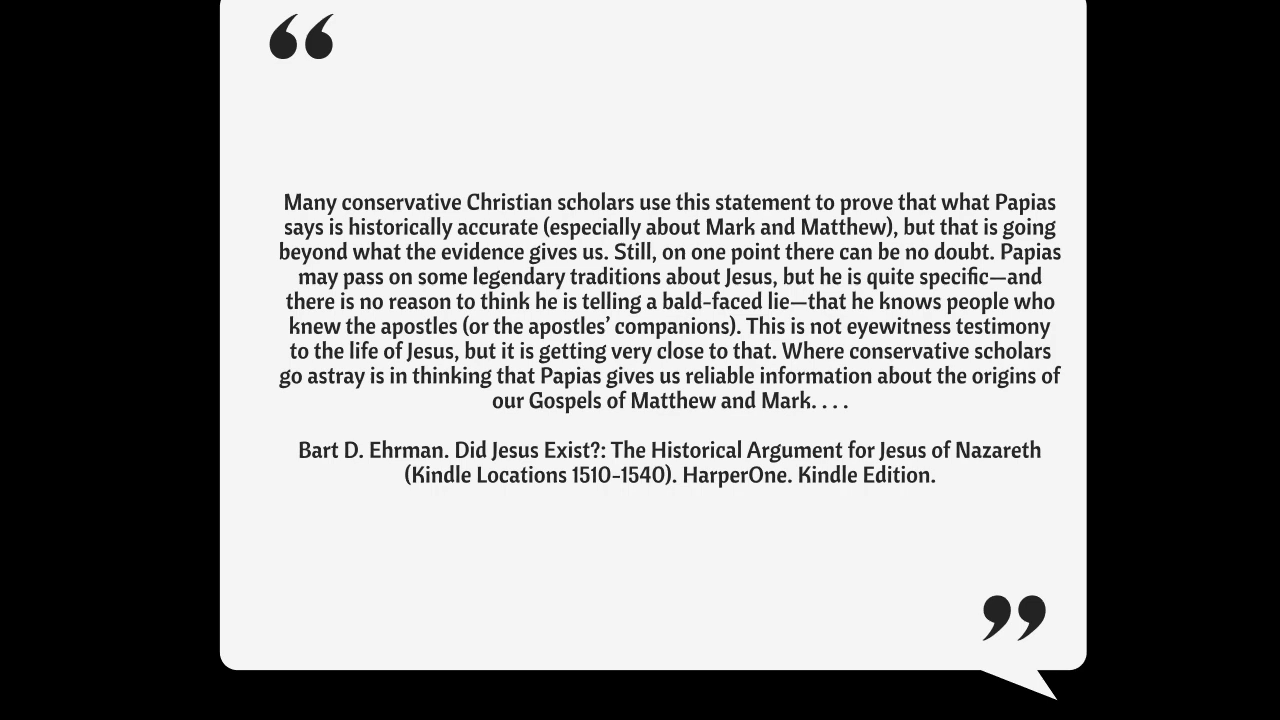 “
Many conservative Christian scholars use this statement to prove that what Papias
says is historically accurate (especially about Mark and Matthew), but that is going
beyond what the evidence gives us. Still, on one point there can be no doubt. Papias
may pass on some legendary traditions about Jesus, but he is quite specific—and
there is no reason to think he is telling a bald-faced lie—that he knows people who
knew the apostles (or the apostles’ companions). This is not eyewitness testimony
to the life of Jesus, but it is getting very close to that. Where conservative scholars
go astray is in thinking that Papias gives us reliable information about the origins of
our Gospels of Matthew and Mark. . . .
Bart D. Ehrman. Did Jesus Exist?: The Historical Argument for Jesus of Nazareth
(Kindle Locations 1510-1540). HarperOne. Kindle Edition.
”